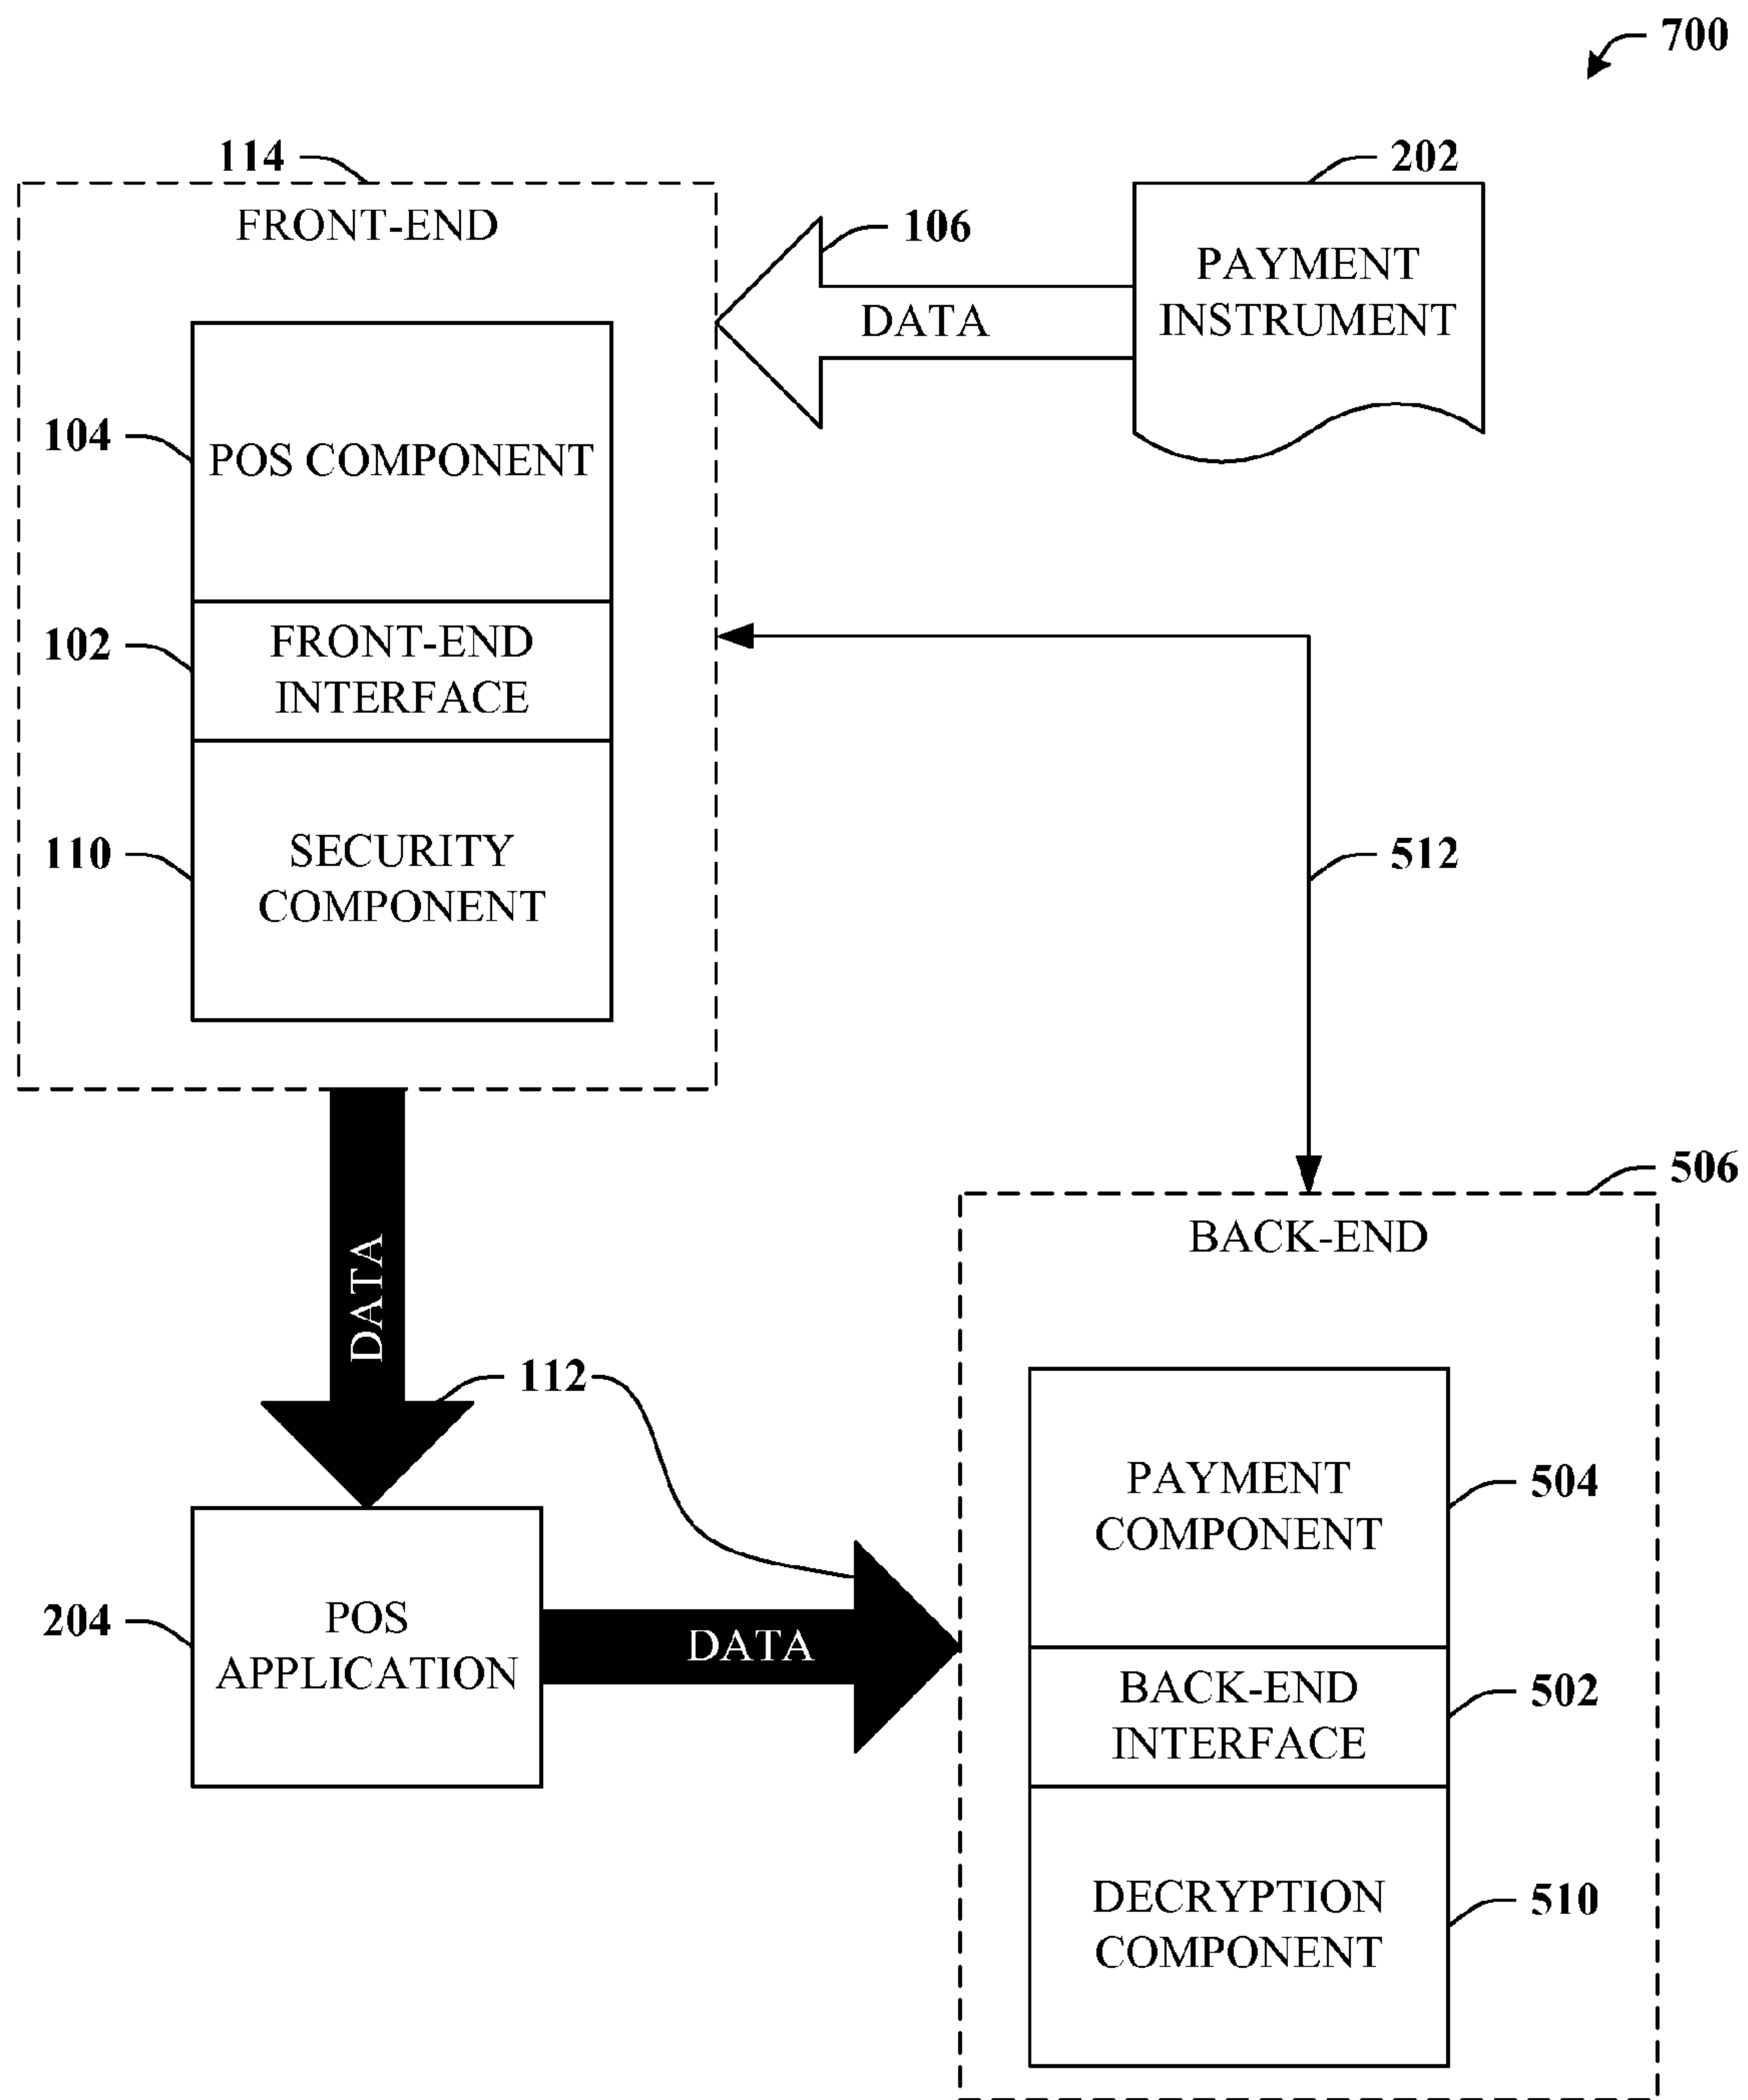 700
114
202
FRONT-END
106
PAYMENT
INSTRUMENT
DATA
104
POS COMPONENT
102
FRONT-END
INTERFACE
110
SECURITY
COMPONENT
512
506
BACK-END
DATA
112
PAYMENT
COMPONENT
504
204
POS
APPLICATION
DATA
BACK-END
INTERFACE
502
DECRYPTION
COMPONENT
510